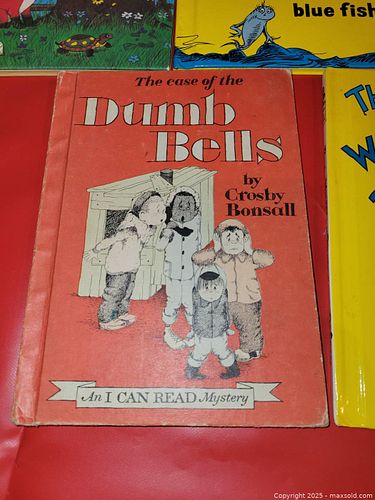 blue fish
The case of the
Dumb
Bells
by
Crosby
Bonsall
An I CAN READ Mystery
Copyright 2025 - maxsold.com